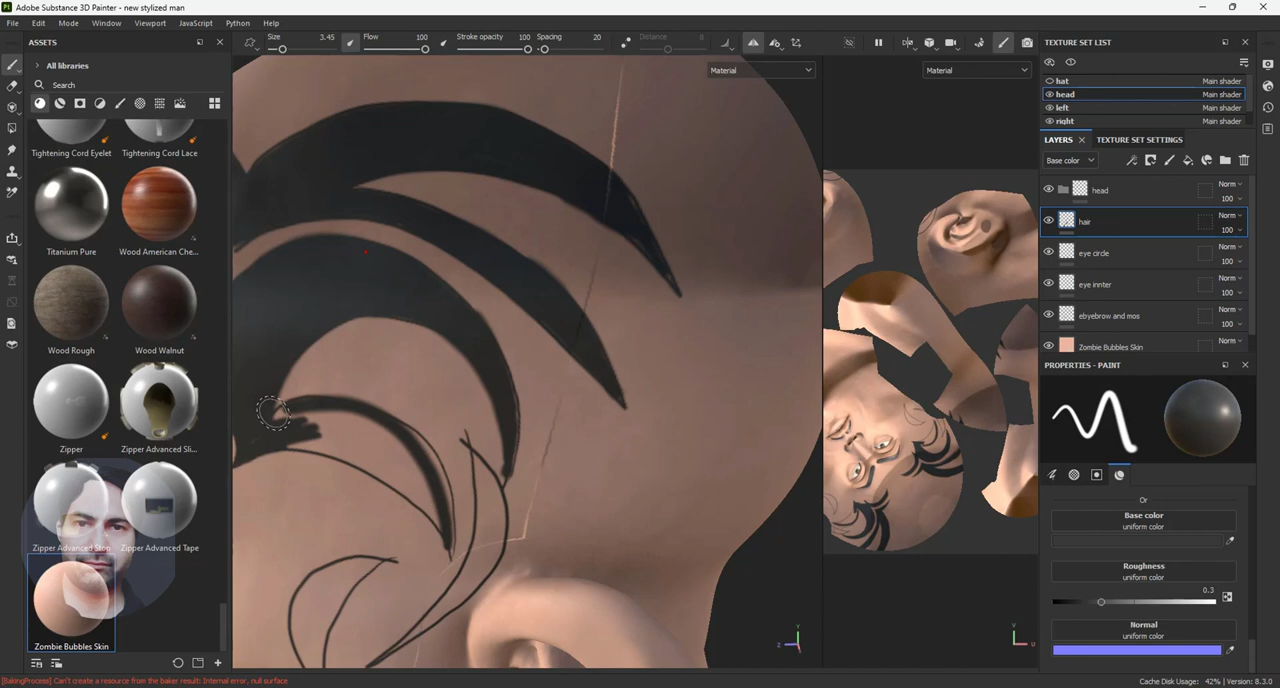 Adobe Substance 3D Painter - new stylized man
File Edit Mode Window Viewport JavaScript Python Help
ASSETS
Size 3.45 Flow 100 Stroke opacity 100 Spacing 20 Distance 8
TEXTURE SET LIST
All libraries
Search
Material
Material
hat Main shader
head Main shader
left Main shader
right Main shader
LAYERS
TEXTURE SET SETTINGS
Base color
Tightening Cord Eyelet
Tightening Cord Lace
Titanium Pure
Wood American Che...
Wood Rough
Wood Walnut
Zipper
Zipper Advanced Sli...
Zipper Advanced Stop
Zipper Advanced Tape
Zombie Bubbles Skin
head Norm 100
hair Norm 100
eye circle Norm 100
eye innter Norm 100
ebyebrow and mos Norm 100
Zombie Bubbles Skin Norm
PROPERTIES - PAINT
Or
Base color
uniform color
Roughness
uniform color
0.3
Normal
uniform color
Y
Z
V
U
[BakingProcess] Can't create a resource from the baker result: Internal error, null surface
Cache Disk Usage: 42% | Version: 8.3.0